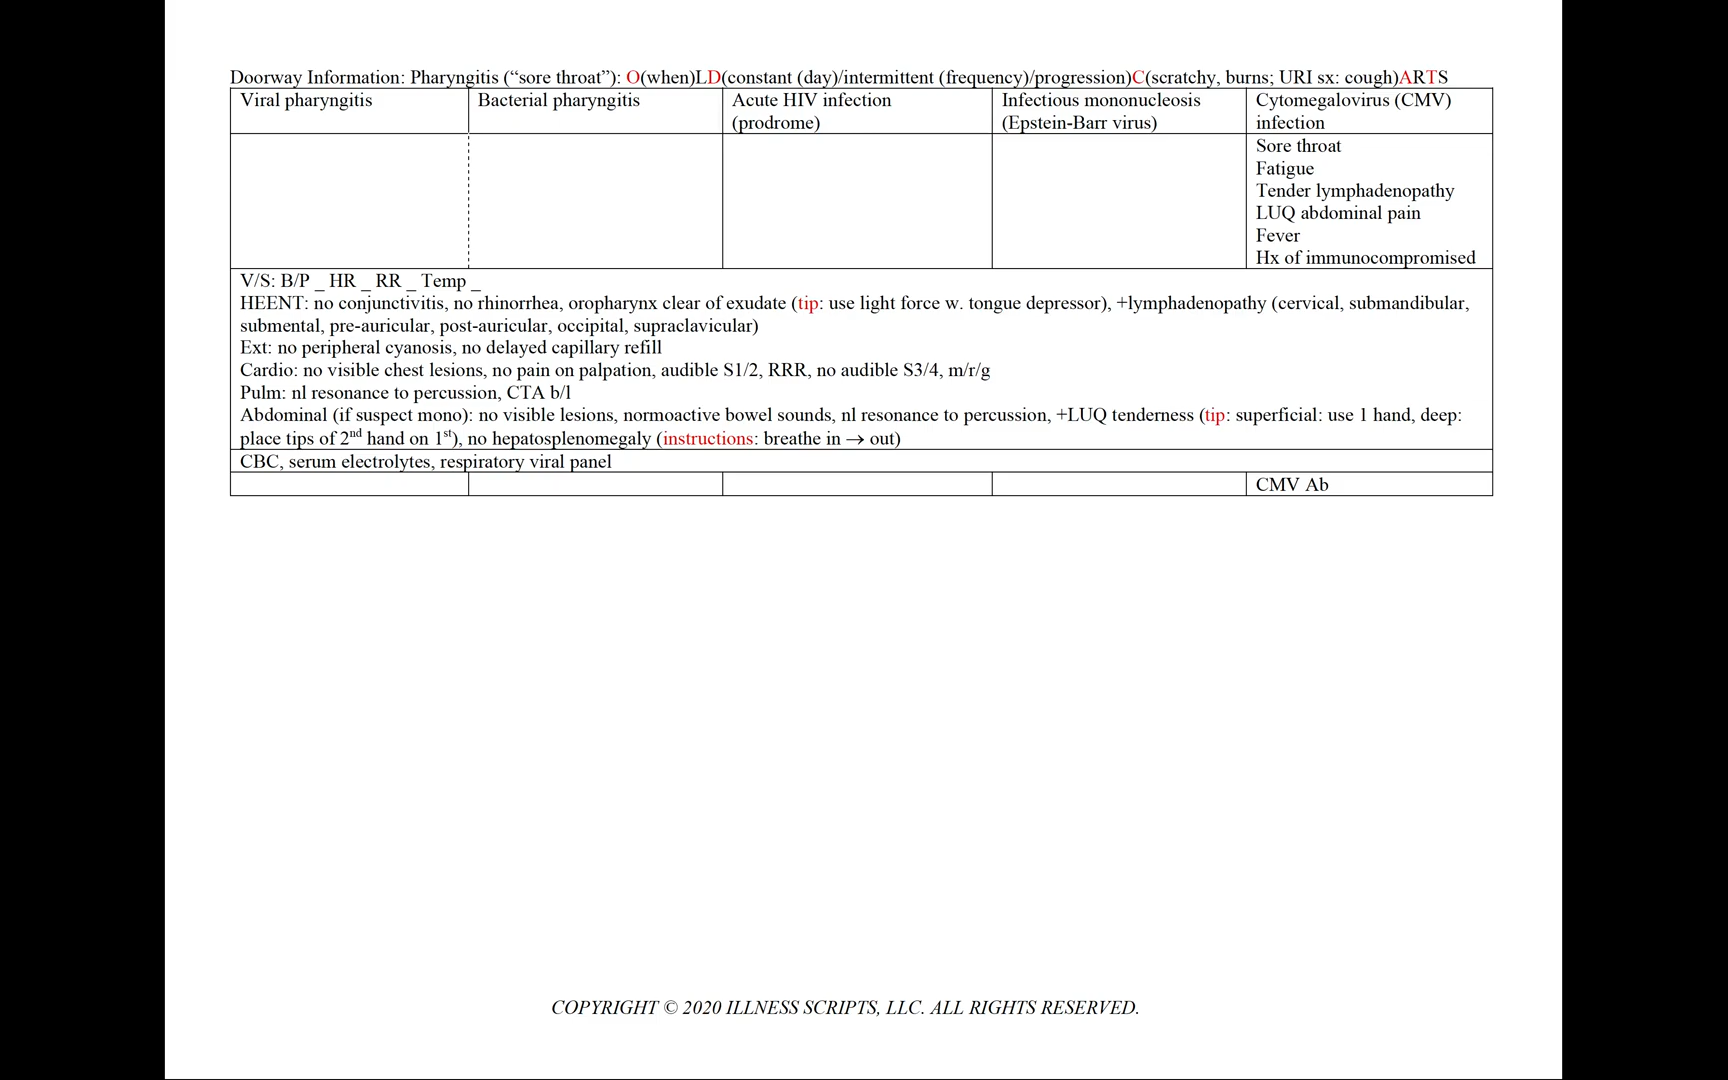 Doorway Information: Pharyngitis (“sore throat”): O(when)LD(constant (day)/intermittent (frequency)/progression)C(scratchy, burns; URI sx: cough)ARTS
Viral pharyngitis
Bacterial pharyngitis
Acute HIV infection
(prodrome)
Infectious mononucleosis
(Epstein-Barr virus)
Cytomegalovirus (CMV)
infection
Sore throat
Fatigue
Tender lymphadenopathy
LUQ abdominal pain
Fever
Hx of immunocompromised
V/S: B/P _ HR _ RR _ Temp _
HEENT: no conjunctivitis, no rhinorrhea, oropharynx clear of exudate (tip: use light force w. tongue depressor), +lymphadenopathy (cervical, submandibular,
submental, pre-auricular, post-auricular, occipital, supraclavicular)
Ext: no peripheral cyanosis, no delayed capillary refill
Cardio: no visible chest lesions, no pain on palpation, audible S1/2, RRR, no audible S3/4, m/r/g
Pulm: nl resonance to percussion, CTA b/l
Abdominal (if suspect mono): no visible lesions, normoactive bowel sounds, nl resonance to percussion, +LUQ tenderness (tip: superficial: use 1 hand, deep:
place tips of 2nd hand on 1st), no hepatosplenomegaly (instructions: breathe in → out)
CBC, serum electrolytes, respiratory viral panel
CMV Ab
COPYRIGHT © 2020 ILLNESS SCRIPTS, LLC. ALL RIGHTS RESERVED.